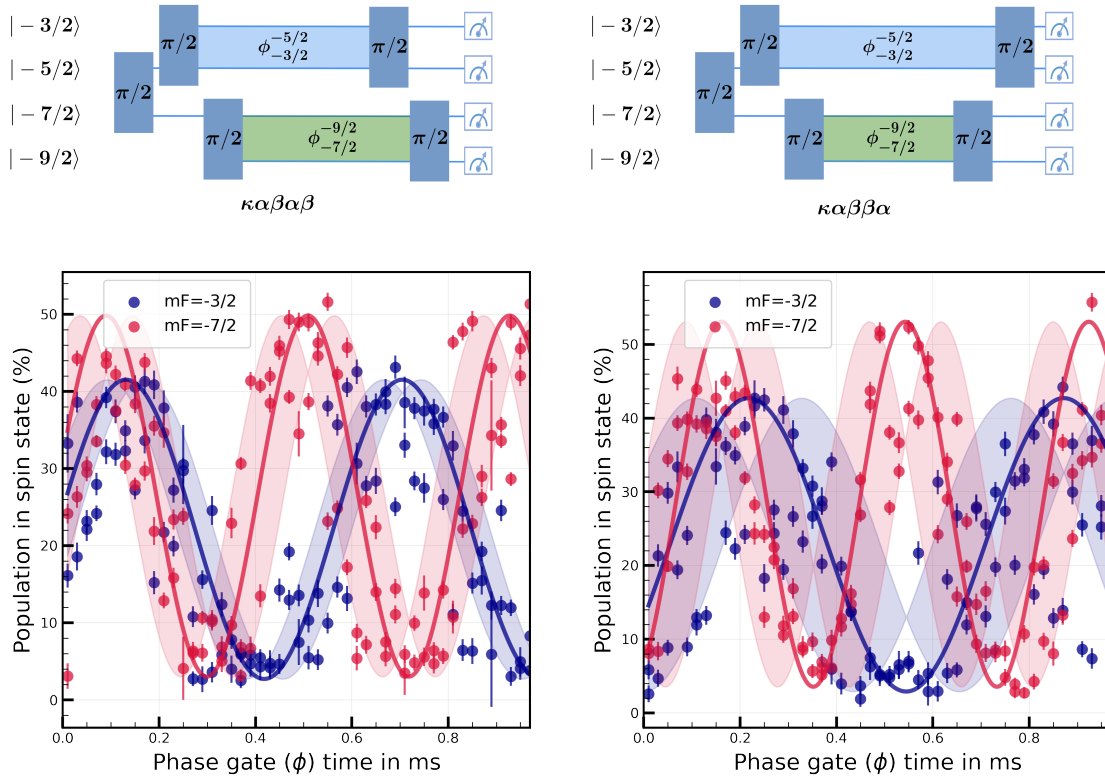 |−3/2⟩
|−5/2⟩
|−7/2⟩
|−9/2⟩
π/2
π/2
π/2
π/2
π/2
ϕ−5/2−3/2
ϕ−9/2−7/2
καβαβ
|−3/2⟩
|−5/2⟩
|−7/2⟩
|−9/2⟩
π/2
π/2
π/2
π/2
π/2
ϕ−5/2−3/2
ϕ−9/2−7/2
καββα
mF=-3/2
mF=-7/2
Population in spin state (%)
50
40
30
20
10
0
0.0 0.2 0.4 0.6 0.8
Phase gate (ϕ) time in ms
mF=-3/2
mF=-7/2
Population in spin state (%)
50
40
30
20
10
0
0.0 0.2 0.4 0.6 0.8
Phase gate (ϕ) time in ms